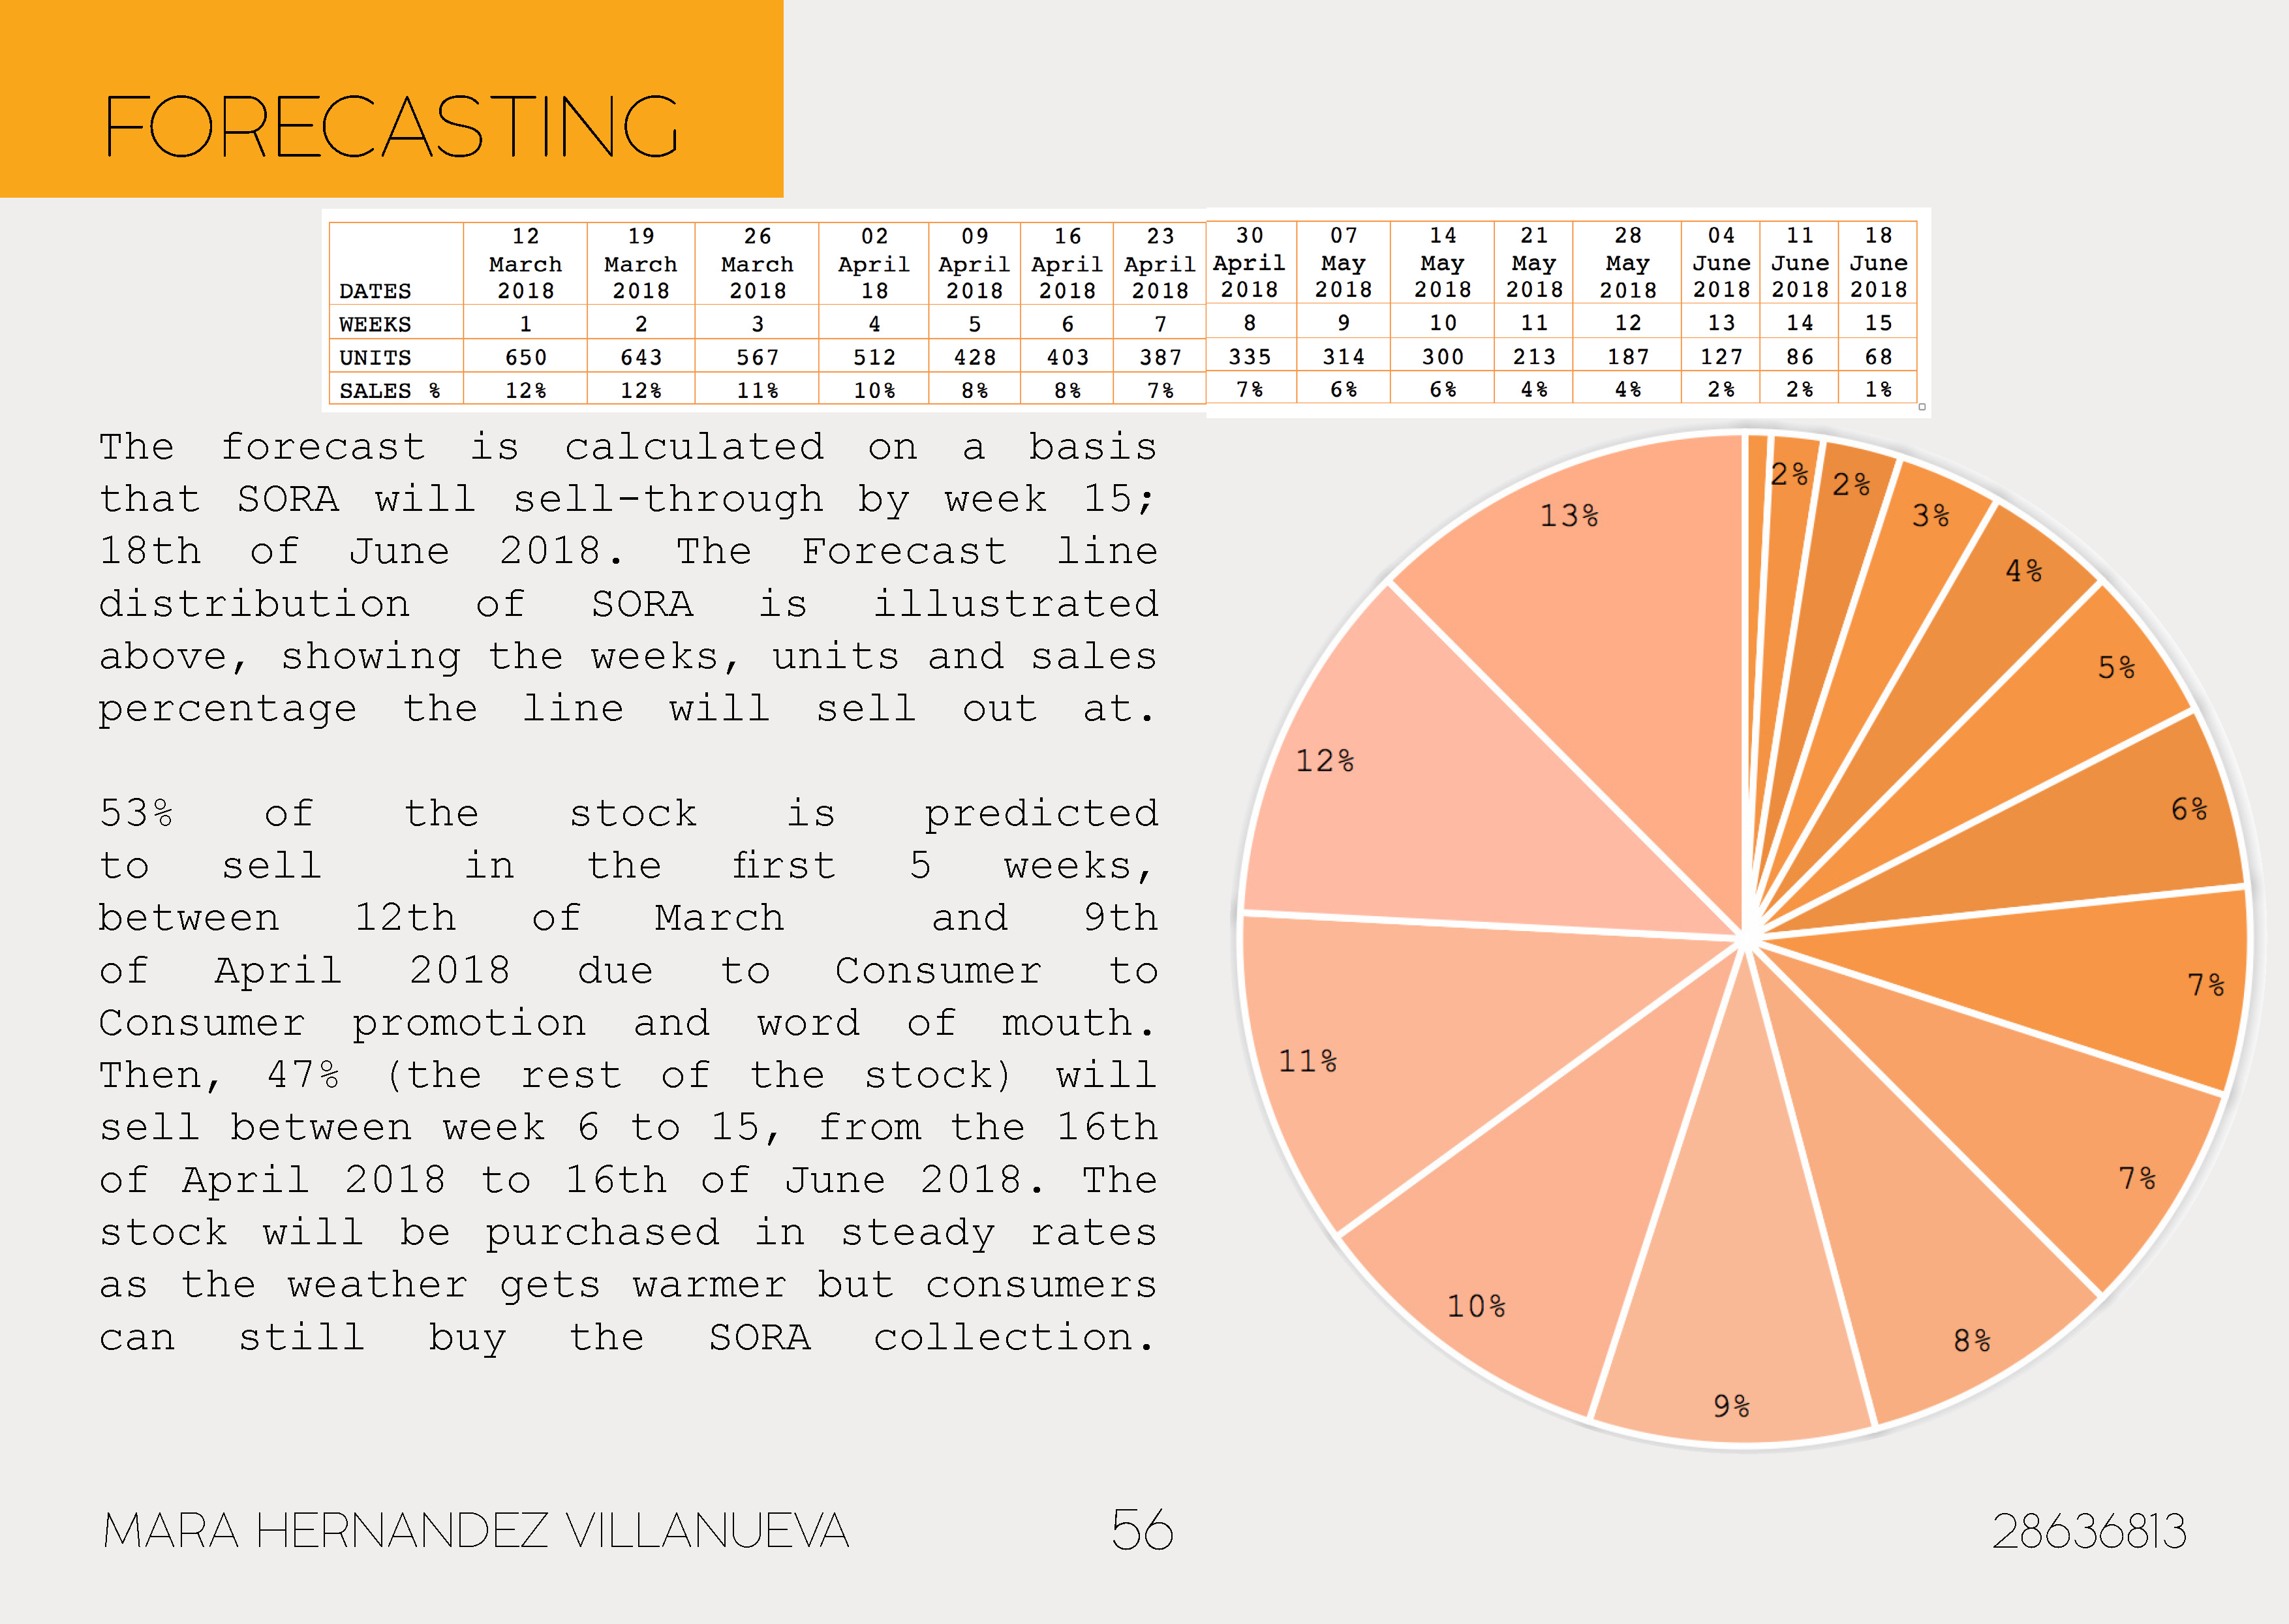 FORECASTING
DATES 12 March 2018 19 March 2018 26 March 2018 02 April 18 09 April 2018 16 April 2018 23 April 2018 30 April 2018 07 May 2018 14 May 2018 21 May 2018 28 May 2018 04 June 2018 11 June 2018 18 June 2018
WEEKS 1 2 3 4 5 6 7 8 9 10 11 12 13 14 15
UNITS 650 643 567 512 428 403 387 335 314 300 213 187 127 86 68
SALES % 12% 12% 11% 10% 8% 8% 7% 7% 6% 6% 4% 4% 2% 2% 1%
The forecast is calculated on a basis
that SORA will sell-through by week 15;
18th of June 2018. The Forecast line
distribution of SORA is illustrated
above, showing the weeks, units and sales
percentage the line will sell out at.
53% of the stock is predicted
to sell in the first 5 weeks,
between 12th of March and 9th
of April 2018 due to Consumer to
Consumer promotion and word of mouth.
Then, 47% (the rest of the stock) will
sell between week 6 to 15, from the 16th
of April 2018 to 16th of June 2018. The
stock will be purchased in steady rates
as the weather gets warmer but consumers
can still buy the SORA collection.
2%
2%
3%
4%
5%
6%
7%
7%
8%
9%
10%
11%
12%
13%
MARA HERNANDEZ VILLANUEVA
56
28636813